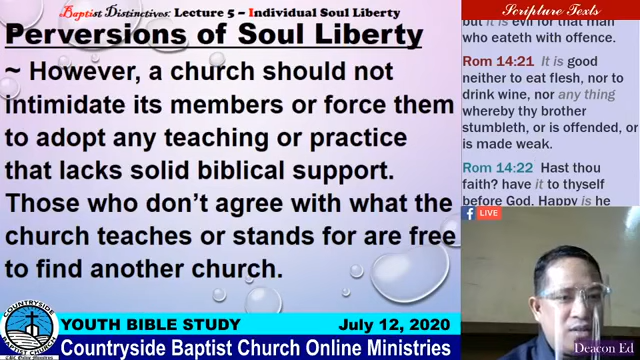 Baptist Distinctives: Lecture 5 – Individual Soul Liberty
Perversions of Soul Liberty
~ However, a church should not
intimidate its members or force them
to adopt any teaching or practice
that lacks solid biblical support.
Those who don’t agree with what the
church teaches or stands for are free
to find another church.
Scripture Texts
but it is evil for that man
who eateth with offence.
Rom 14:21 It is good
neither to eat flesh, nor to
drink wine, nor any thing
whereby thy brother
stumbleth, or is offended, or
is made weak.
Rom 14:22 Hast thou
faith? have it to thyself
before God. Happy is he
LIVE
Deacon Ed
COUNTRYSIDE
BAPTIST CHURCH
CBC Online Ministries
YOUTH BIBLE STUDY July 12, 2020
Countryside Baptist Church Online Ministries